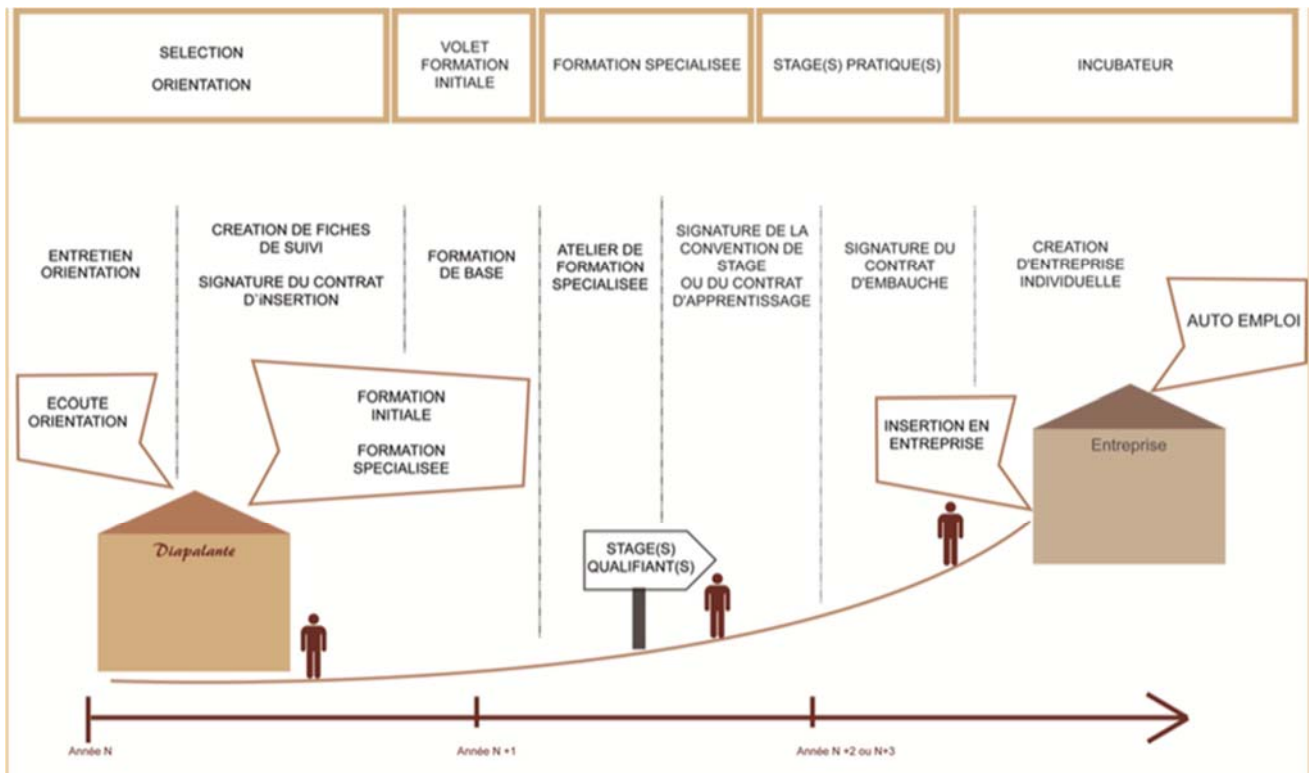 SELECTION
ORIENTATION
VOLET
FORMATION
INITIALE
FORMATION SPECIALISEE
STAGE(S) PRATIQUE(S)
INCUBATEUR
ENTRETIEN
ORIENTATION
CREATION DE FICHES
DE SUIVI
SIGNATURE DU CONTRAT
D'iNSERTION
FORMATION
DE BASE
ATELIER DE
FORMATION
SPECIALISEE
SIGNATURE DE LA
CONVENTION DE
STAGE
OU DU CONTRAT
D'APPRENTISSAGE
SIGNATURE DU
CONTRAT
D'EMBAUCHE
CREATION
D'ENTREPRISE
INDIVIDUELLE
AUTO EMPLOI
ECOUTE
ORIENTATION
FORMATION
INITIALE
FORMATION
SPECIALISEE
INSERTION EN
ENTREPRISE
Entreprise
Diapalante
STAGE(S)
QUALIFIANT(S)
Année N
Année N +1
Année N +2 ou N+3